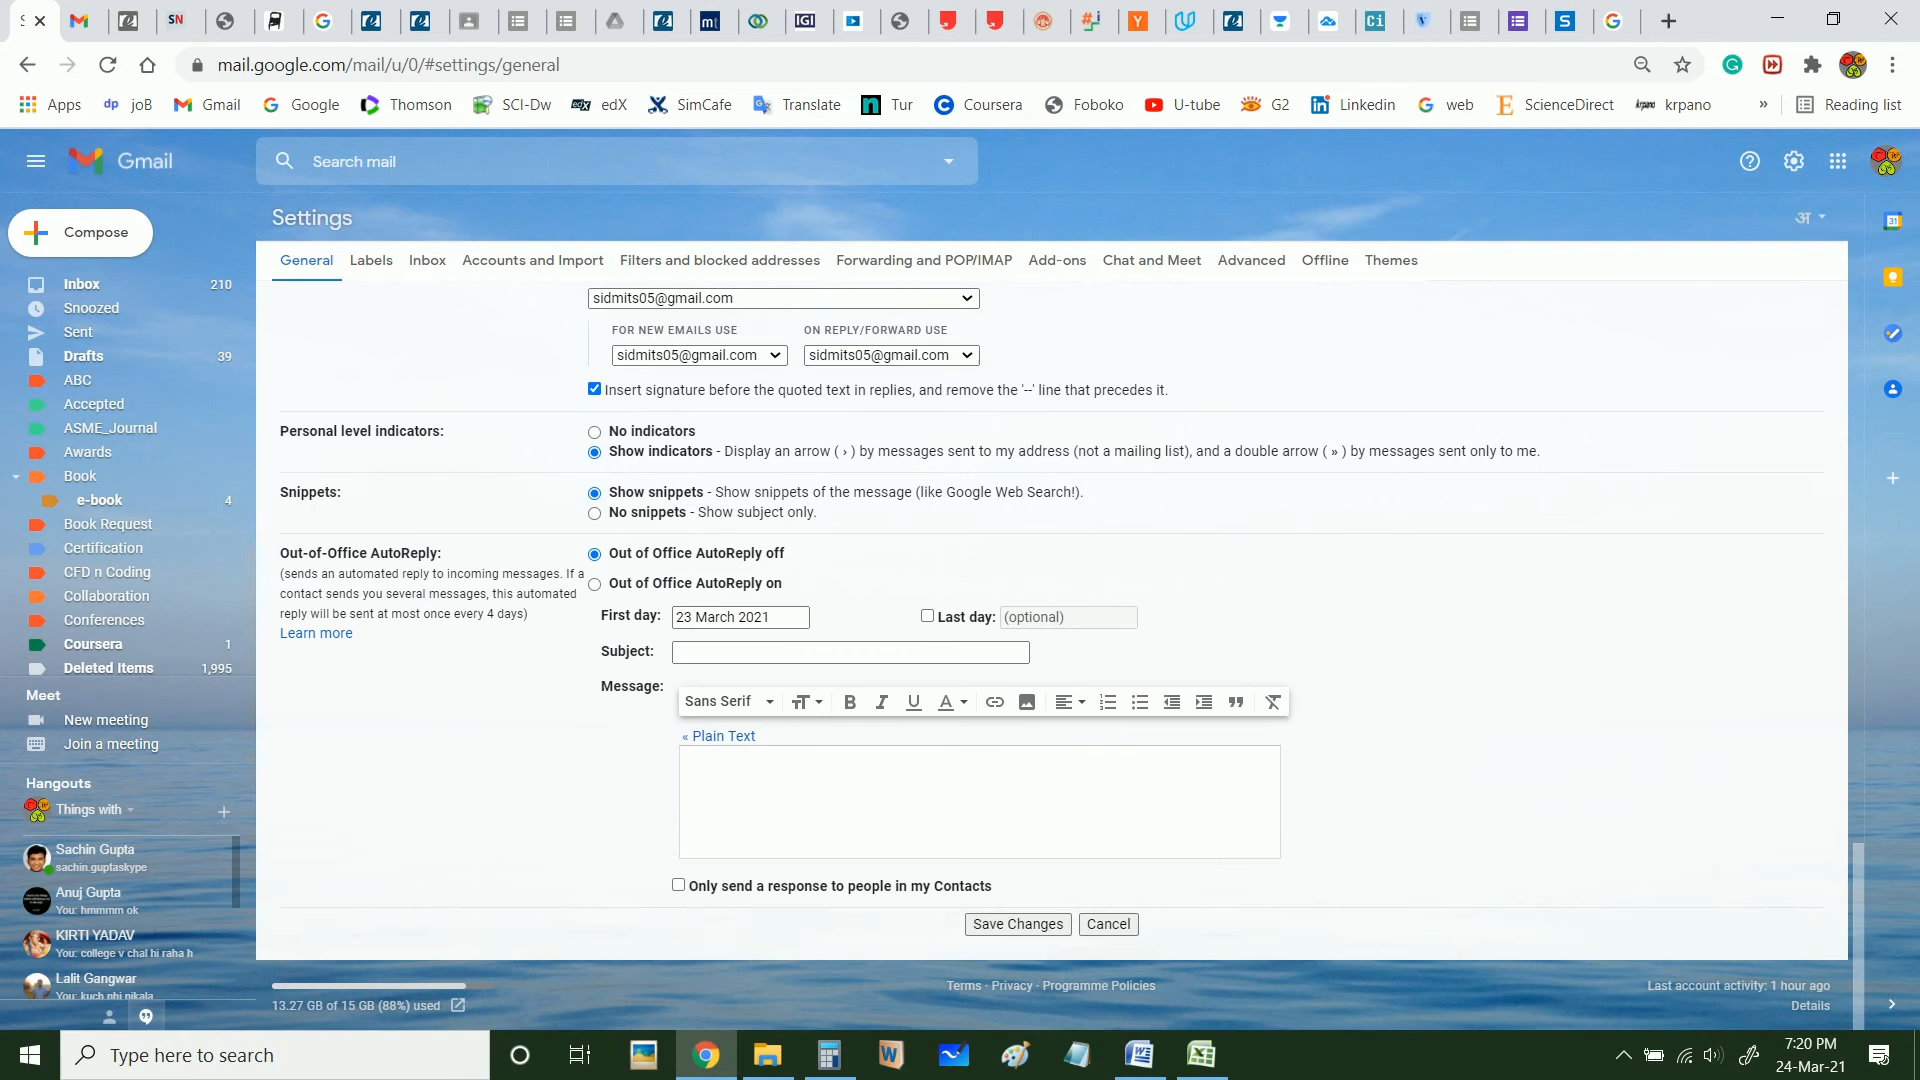 S
SN
mt
IGI
Ci
mail.google.com/mail/u/0/#settings/general
Apps
dp joB
Gmail
Google
Thomson
SCI-Dw
edX
SimCafe
Translate
Tur
Coursera
Foboko
U-tube
G2
Linkedin
web
ScienceDirect
krpano
»
Reading list
Gmail
Search mail
Settings
अ
Compose
General
Labels
Inbox
Accounts and Import
Filters and blocked addresses
Forwarding and POP/IMAP
Add-ons
Chat and Meet
Advanced
Offline
Themes
Inbox 210
Snoozed
Sent
Drafts 39
ABC
Accepted
ASME_Journal
Awards
Book
e-book 4
Book Request
Certification
CFD n Coding
Collaboration
Conferences
Coursera 1
Deleted Items 1,995
Meet
New meeting
Join a meeting
Hangouts
Things with
Sachin Gupta
sachin.guptaskype
Anuj Gupta
You: hmmmm ok
KIRTI YADAV
You: college v chal hi raha h
Lalit Gangwar
You: kuch nhi nikala
sidmits05@gmail.com
FOR NEW EMAILS USE
ON REPLY/FORWARD USE
sidmits05@gmail.com
sidmits05@gmail.com
Insert signature before the quoted text in replies, and remove the '--' line that precedes it.
Personal level indicators:
No indicators
Show indicators - Display an arrow ( › ) by messages sent to my address (not a mailing list), and a double arrow ( » ) by messages sent only to me.
Snippets:
Show snippets - Show snippets of the message (like Google Web Search!).
No snippets - Show subject only.
Out-of-Office AutoReply:
(sends an automated reply to incoming messages. If a
contact sends you several messages, this automated
reply will be sent at most once every 4 days)
Learn more
Out of Office AutoReply off
Out of Office AutoReply on
First day: 23 March 2021
Last day: (optional)
Subject:
Message:
Sans Serif
« Plain Text
Only send a response to people in my Contacts
Save Changes
Cancel
13.27 GB of 15 GB (88%) used
Terms - Privacy - Programme Policies
Last account activity: 1 hour ago
Details
31
Type here to search
7:20 PM
24-Mar-21